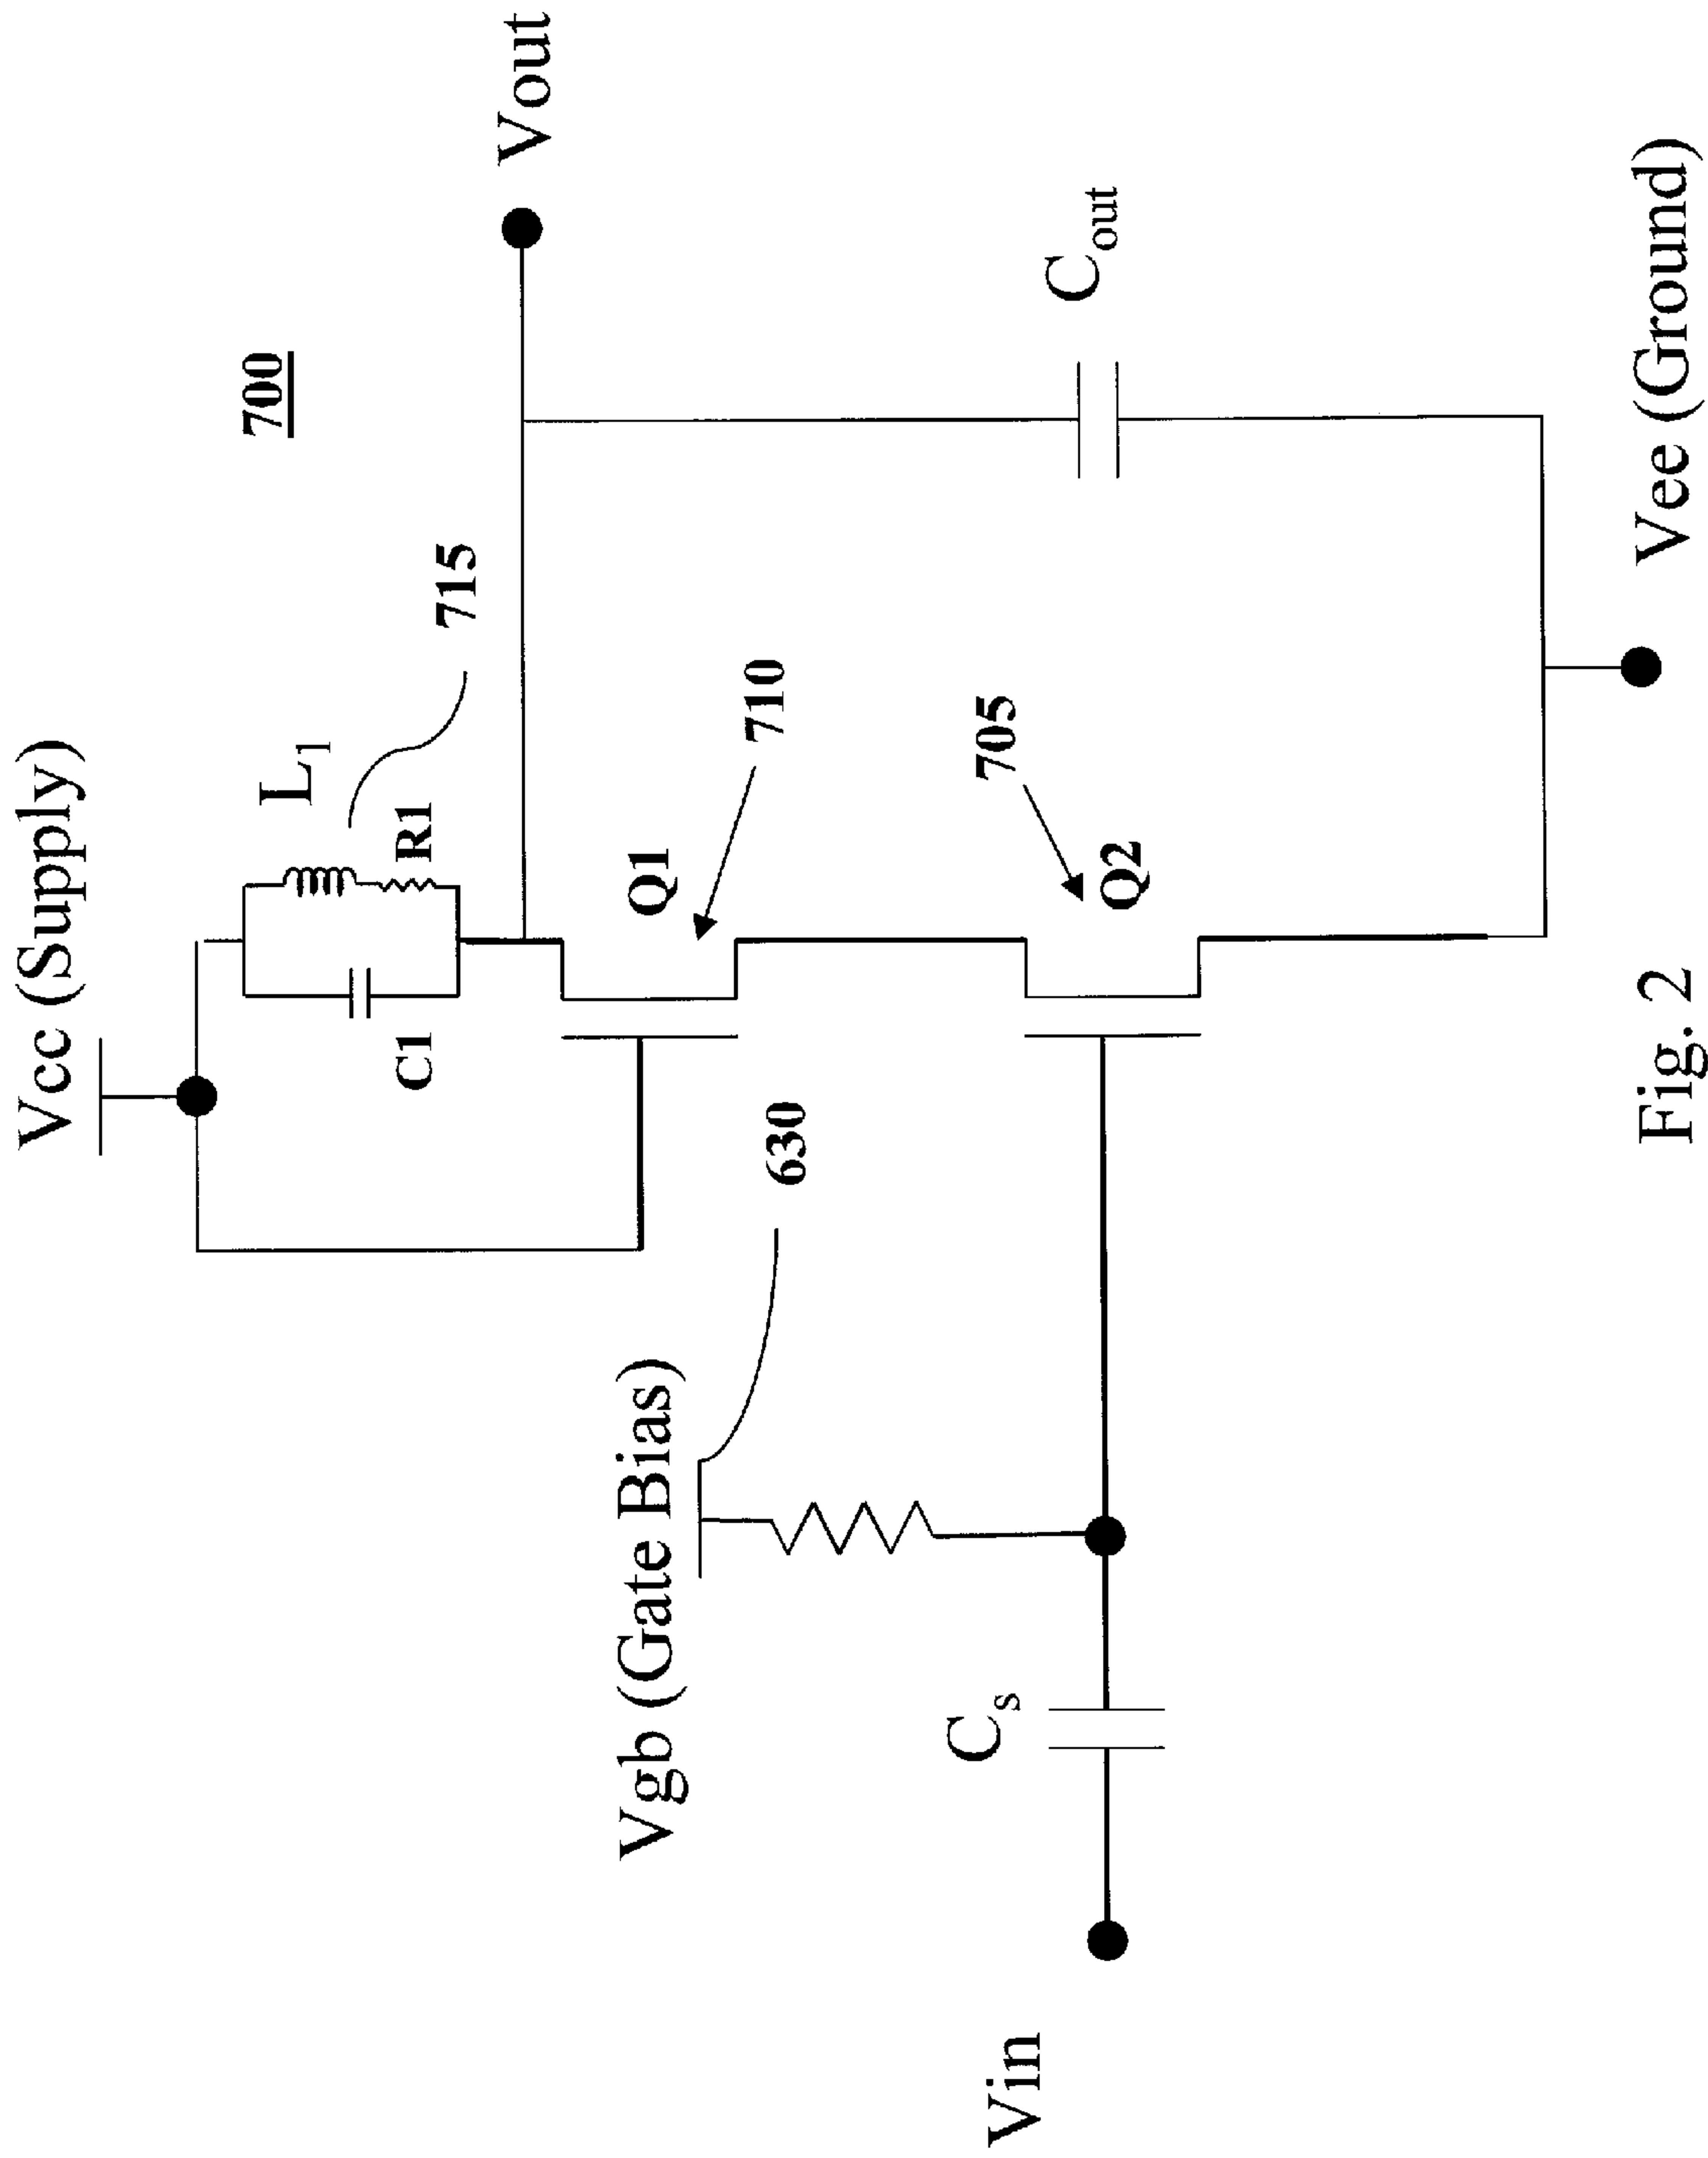 Vcc (Supply)
700
L1
715
R1
C1
Vout
Q1
710
630
Vgb (Gate Bias)
705
Q2
Cout
Cs
Vin
Vee (Ground)
Fig. 2